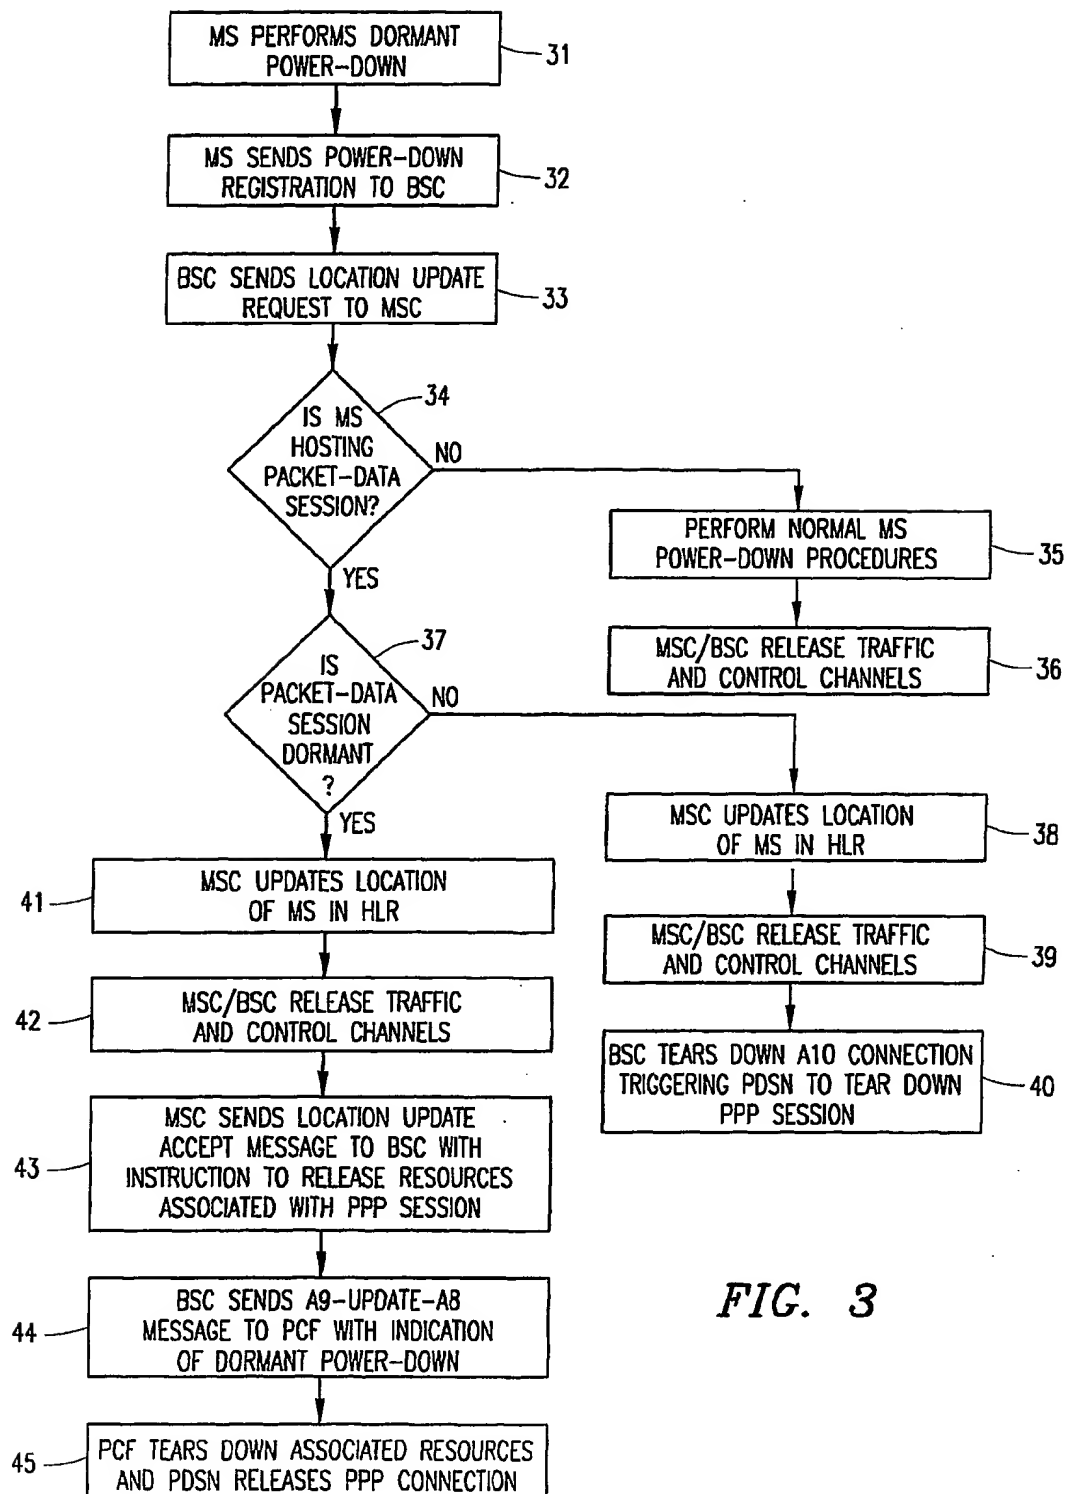 MS PERFORMS DORMANT
POWER-DOWN
31
MS SENDS POWER-DOWN
REGISTRATION TO BSC
32
BSC SENDS LOCATION UPDATE
REQUEST TO MSC
33
34
IS MS
HOSTING
PACKET-DATA
SESSION?
NO
YES
PERFORM NORMAL MS
POWER-DOWN PROCEDURES
35
MSC/BSC RELEASE TRAFFIC
AND CONTROL CHANNELS
36
37
IS
PACKET-DATA
SESSION
DORMANT
?
NO
YES
MSC UPDATES LOCATION
OF MS IN HLR
38
MSC/BSC RELEASE TRAFFIC
AND CONTROL CHANNELS
39
BSC TEARS DOWN A10 CONNECTION
TRIGGERING PDSN TO TEAR DOWN
PPP SESSION
40
41
MSC UPDATES LOCATION
OF MS IN HLR
42
MSC/BSC RELEASE TRAFFIC
AND CONTROL CHANNELS
43
MSC SENDS LOCATION UPDATE
ACCEPT MESSAGE TO BSC WITH
INSTRUCTION TO RELEASE RESOURCES
ASSOCIATED WITH PPP SESSION
44
BSC SENDS A9-UPDATE-A8
MESSAGE TO PCF WITH INDICATION
OF DORMANT POWER-DOWN
45
PCF TEARS DOWN ASSOCIATED RESOURCES
AND PDSN RELEASES PPP CONNECTION
FIG. 3